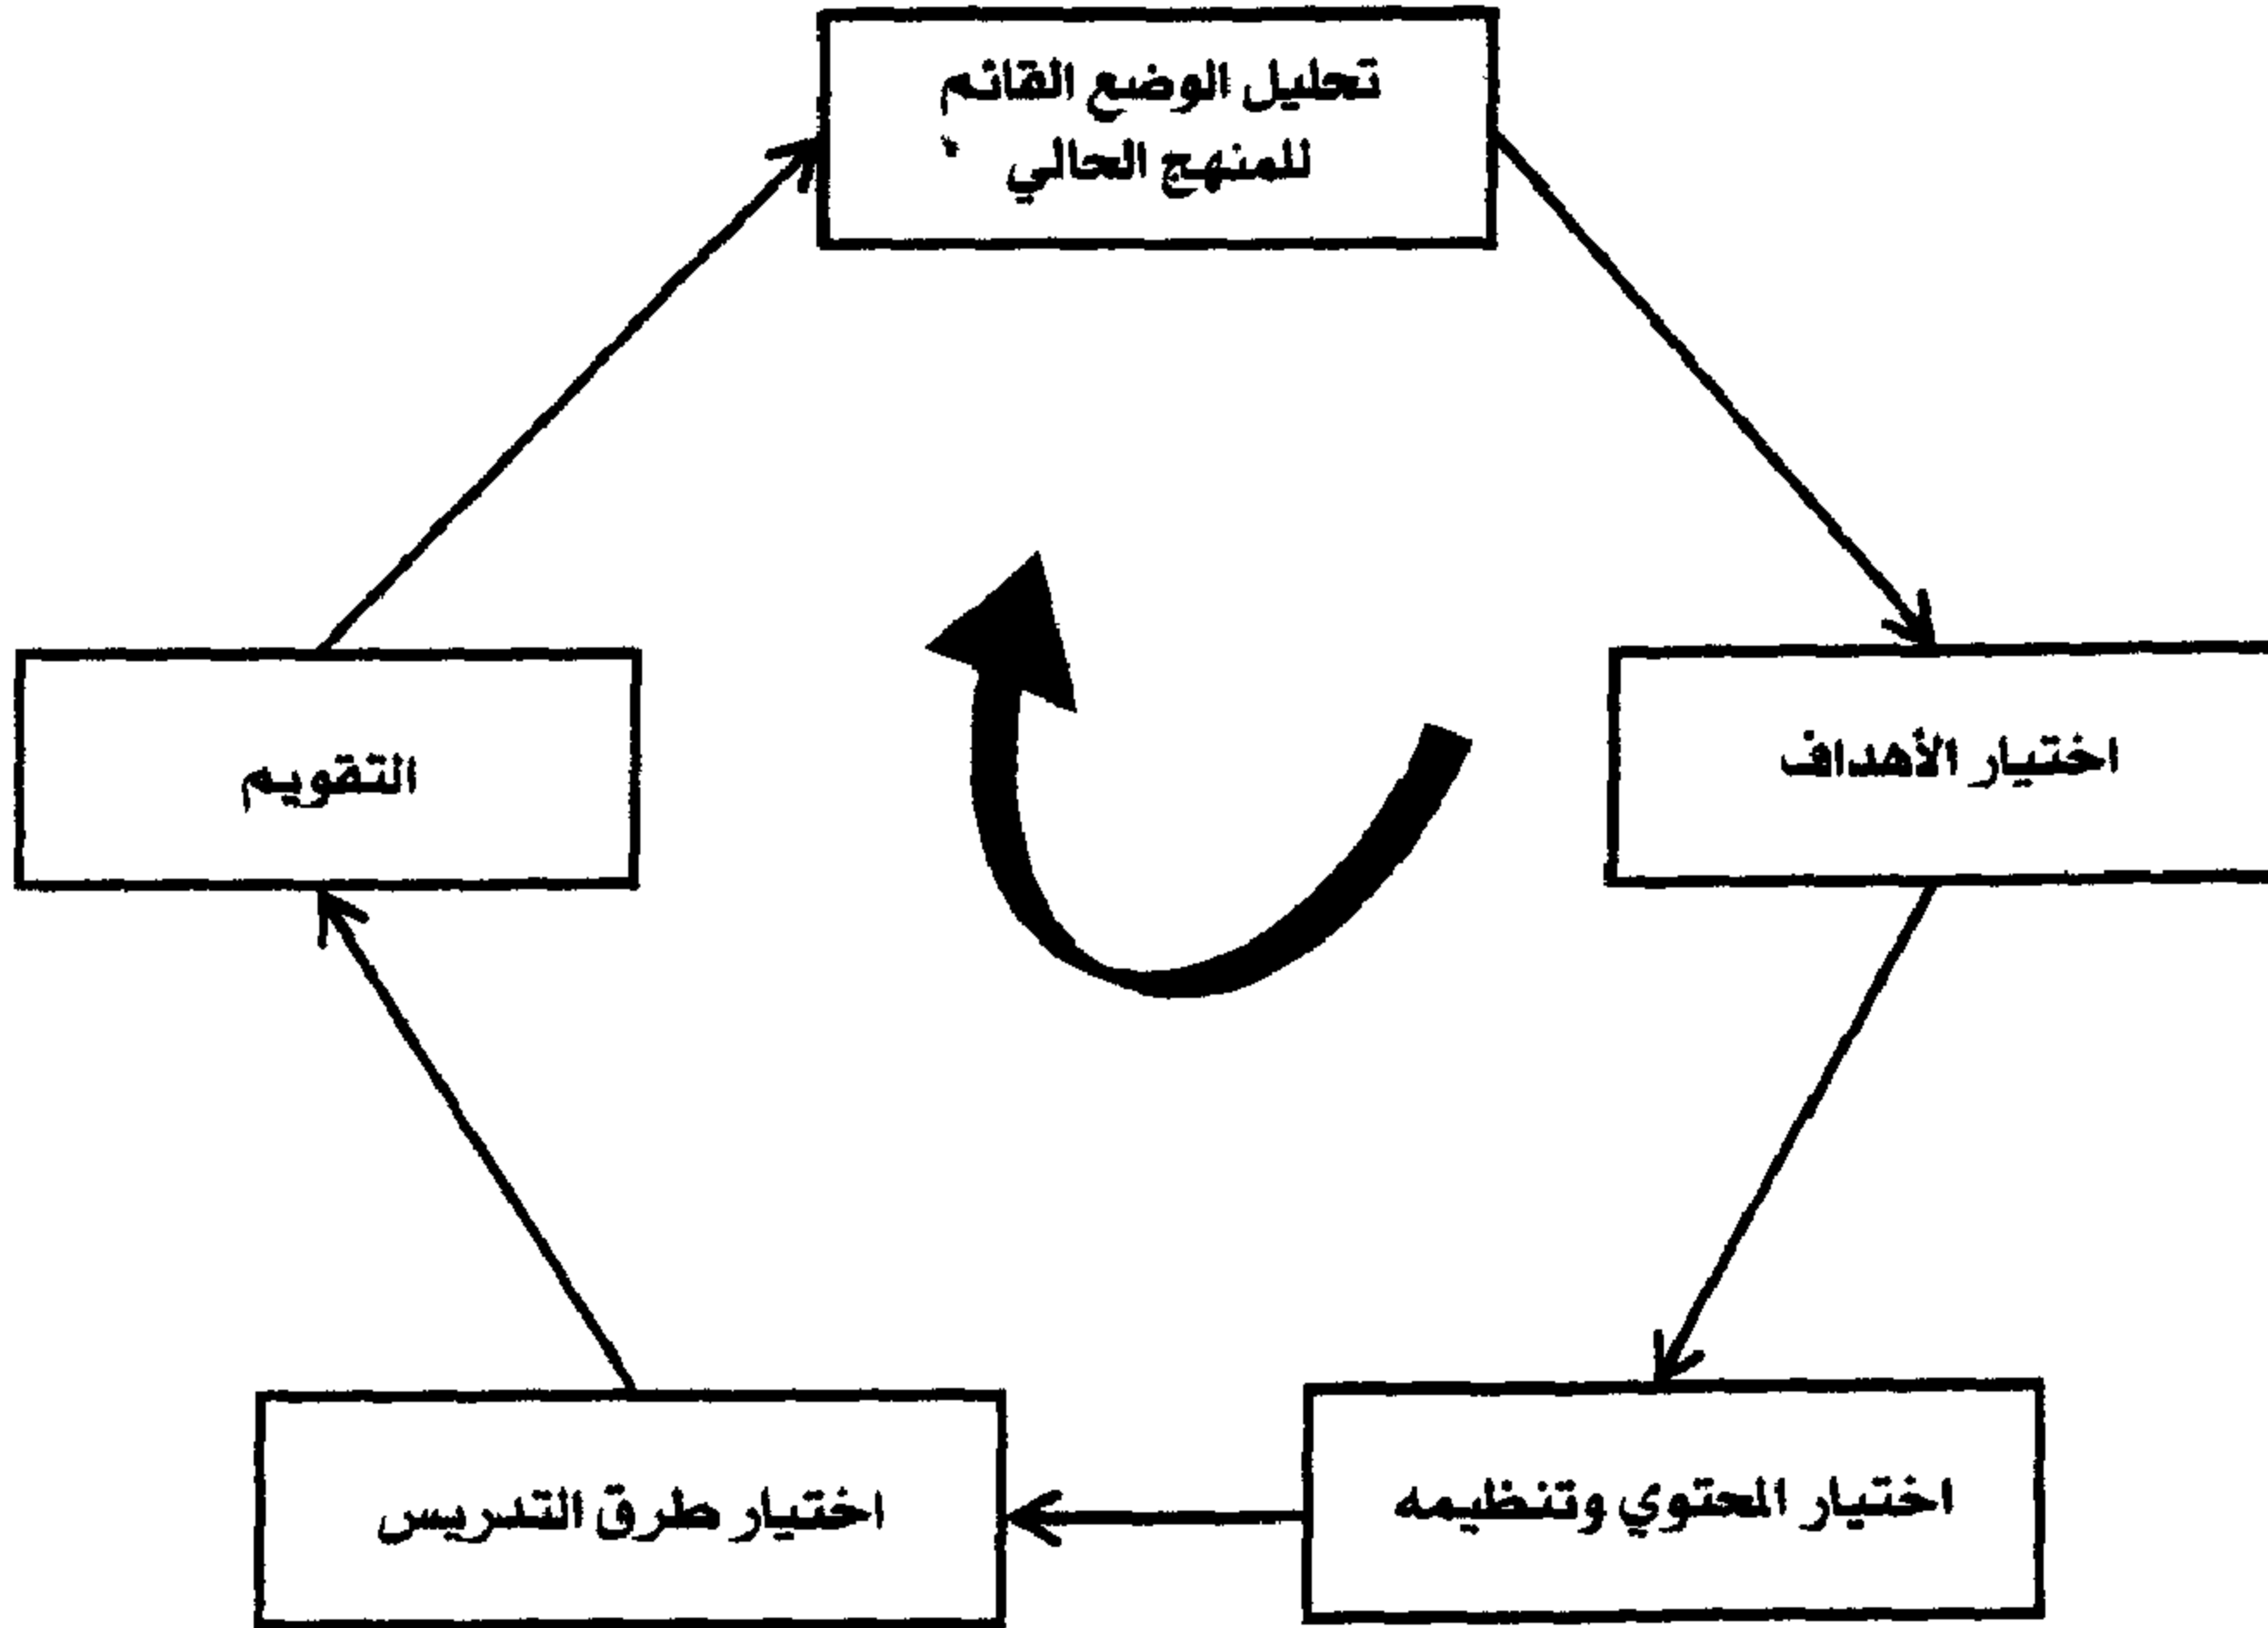 تحليل الوضع القائم
للمنهج الحالي
اختيار الأهداف
التقويم
اختيار المحتوي وتنظيمه
اختيار طرق التدريس